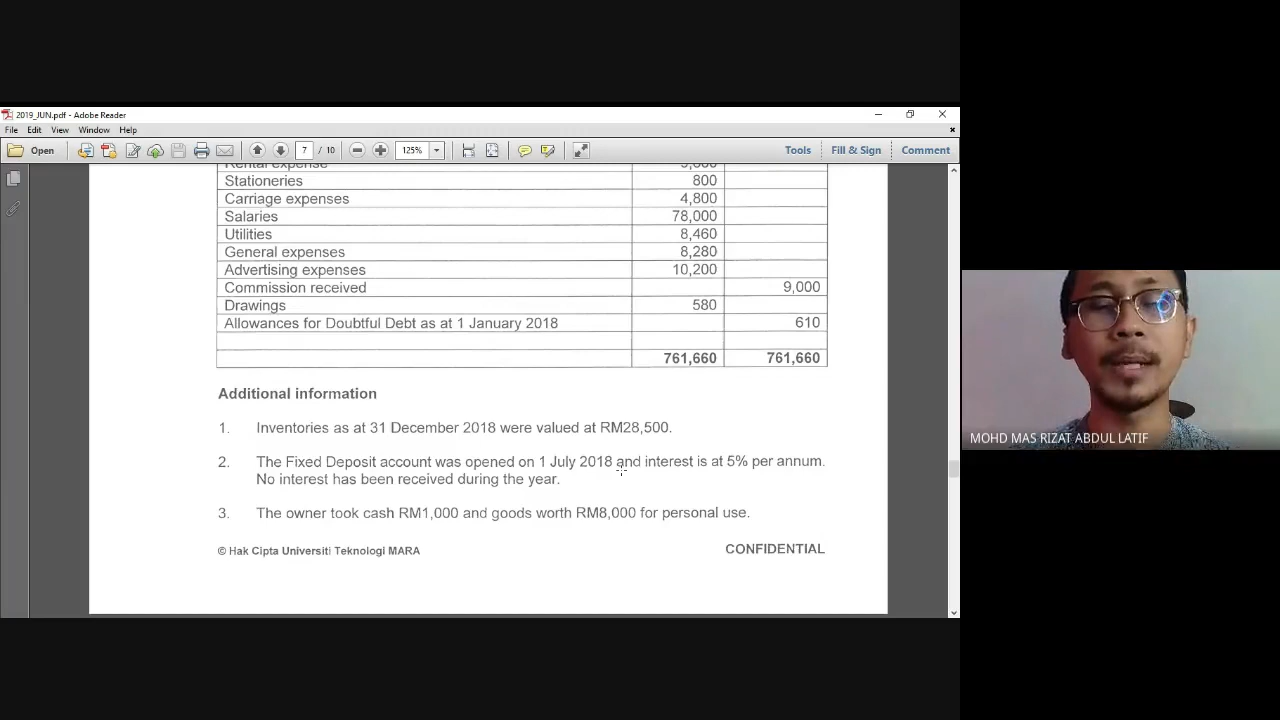 2019_JUN.pdf - Adobe Reader
File Edit View Window Help
Open 7 / 10 125% Tools Fill & Sign Comment
Rental expense
Stationeries 800
Carriage expenses 4,800
Salaries 78,000
Utilities 8,460
General expenses 8,280
Advertising expenses 10,200
Commission received 9,000
Drawings 580
Allowances for Doubtful Debt as at 1 January 2018 610
761,660 761,660
Additional information
1. Inventories as at 31 December 2018 were valued at RM28,500.
2. The Fixed Deposit account was opened on 1 July 2018 and interest is at 5% per annum.
No interest has been received during the year.
3. The owner took cash RM1,000 and goods worth RM8,000 for personal use.
© Hak Cipta Universiti Teknologi MARA CONFIDENTIAL
MOHD MAS RIZAT ABDUL LATIF